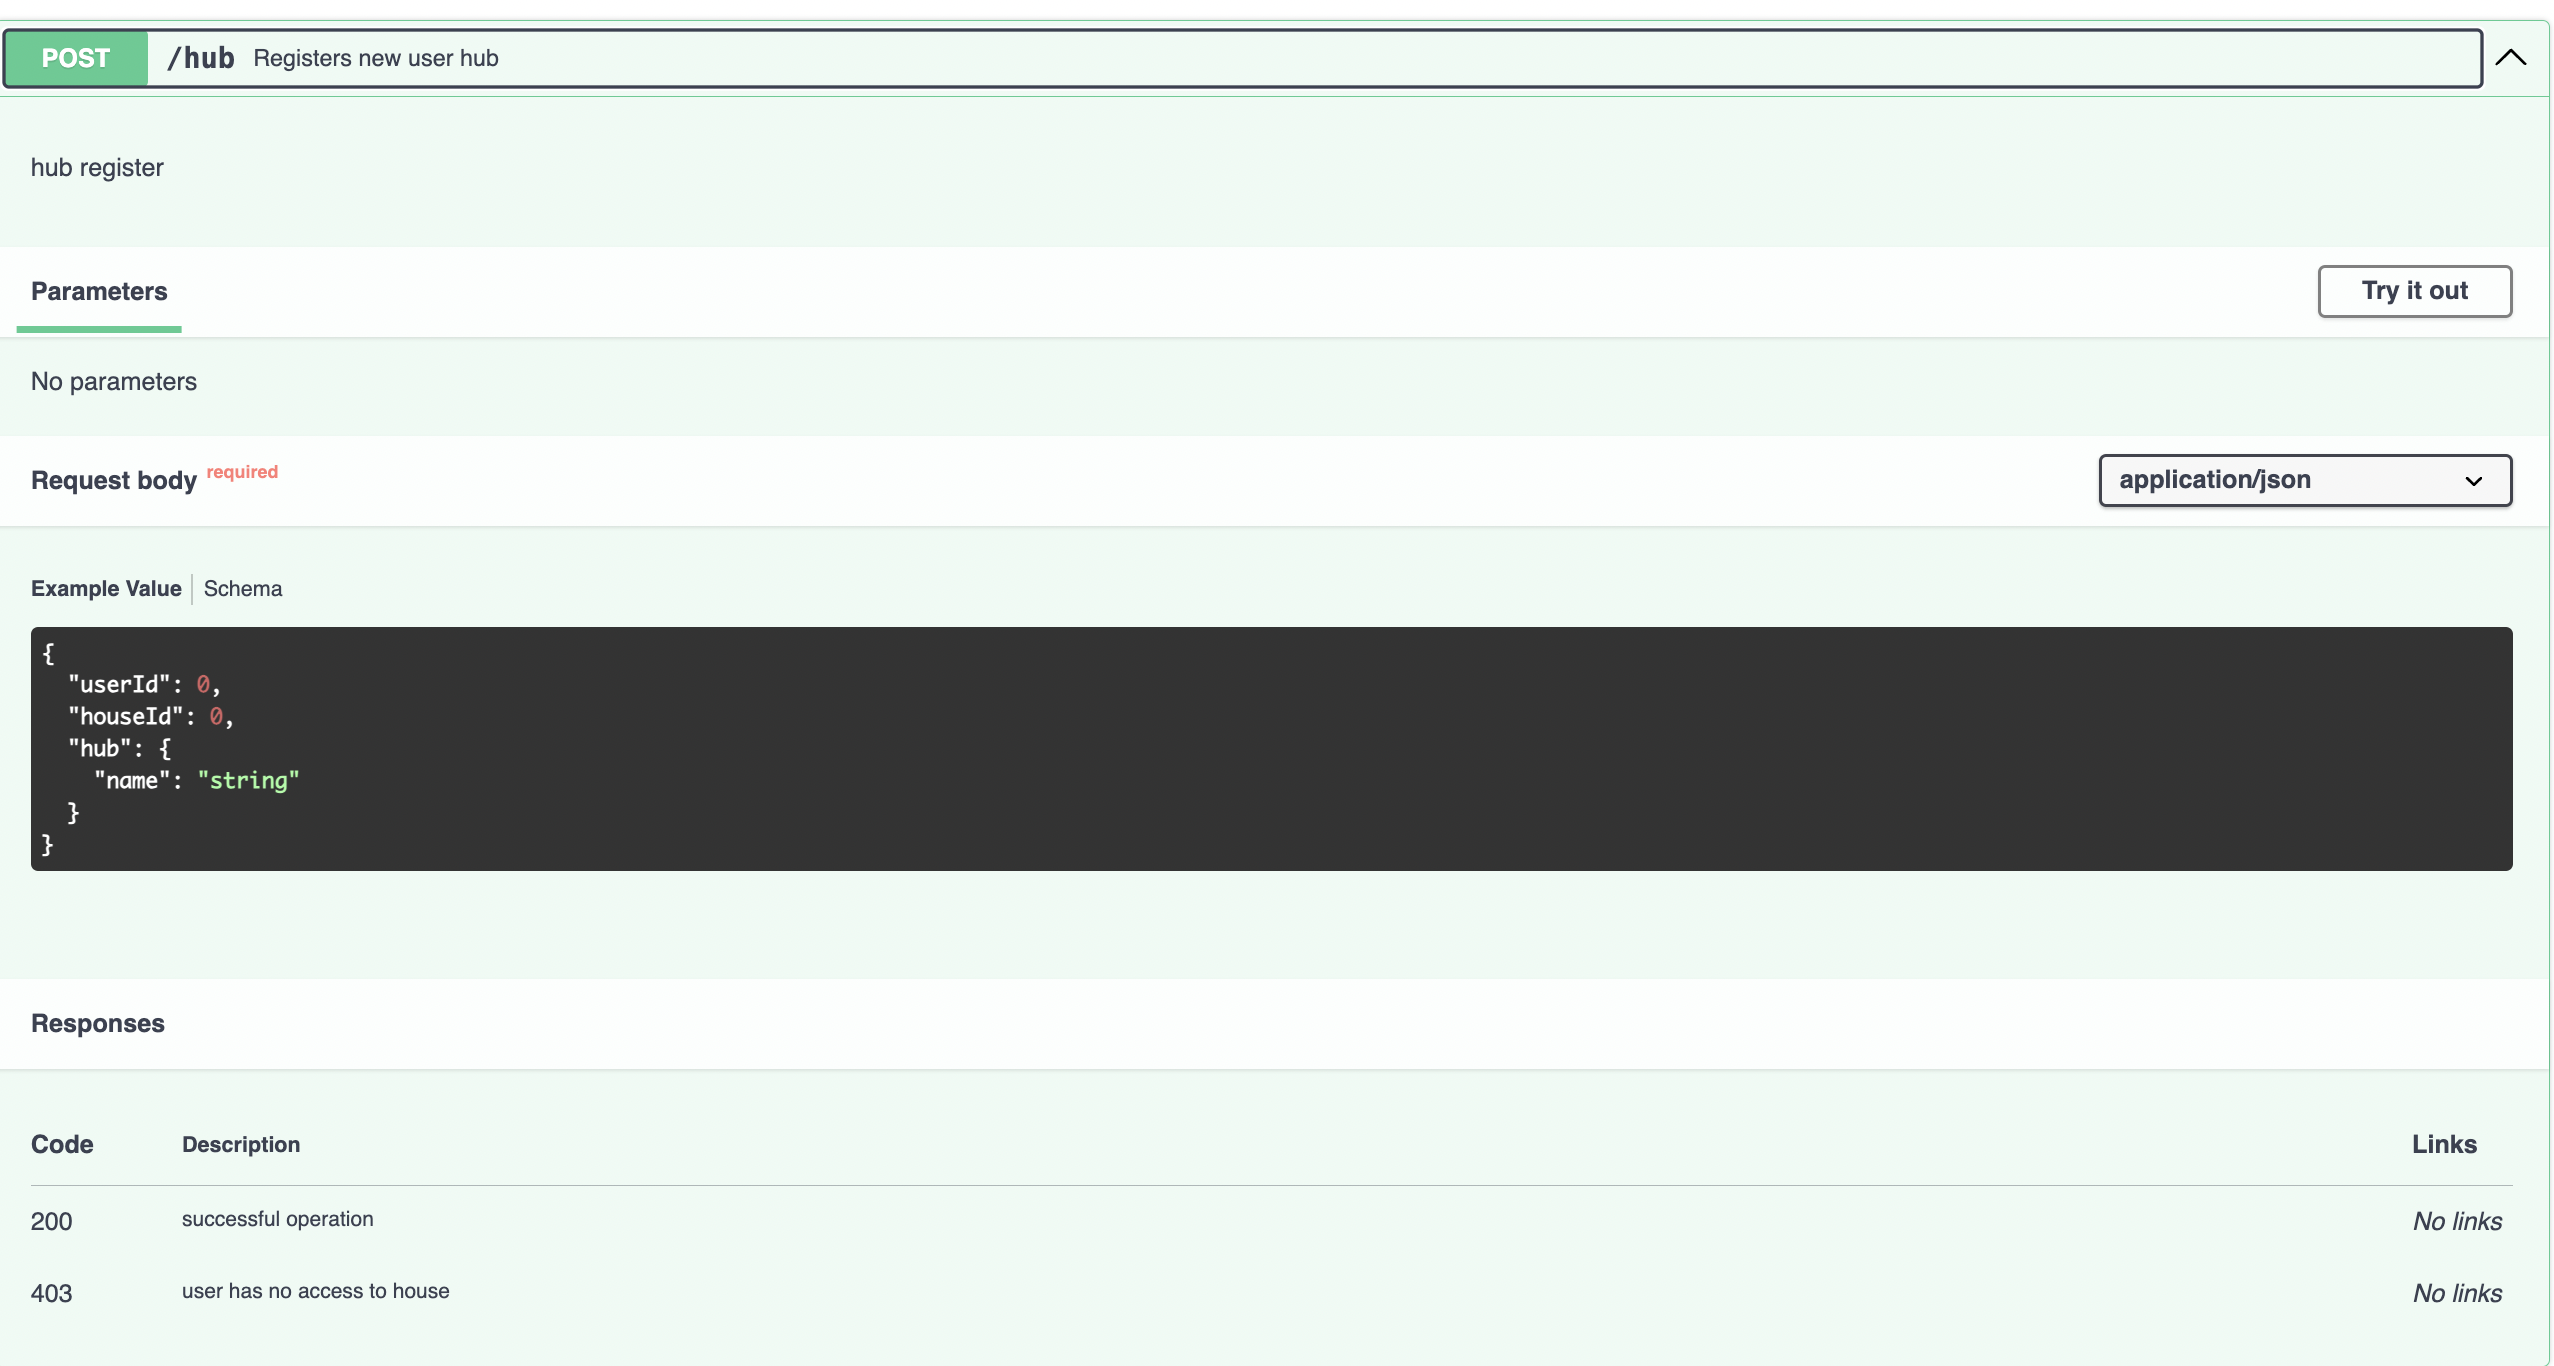 POST /hub Registers new user hub
hub register
Parameters
Try it out
No parameters
Request body required
application/json
Example Value Schema
{
  "userId": 0,
  "houseId": 0,
  "hub": {
    "name": "string"
  }
}
Responses
Code Description Links
200 successful operation No links
403 user has no access to house No links